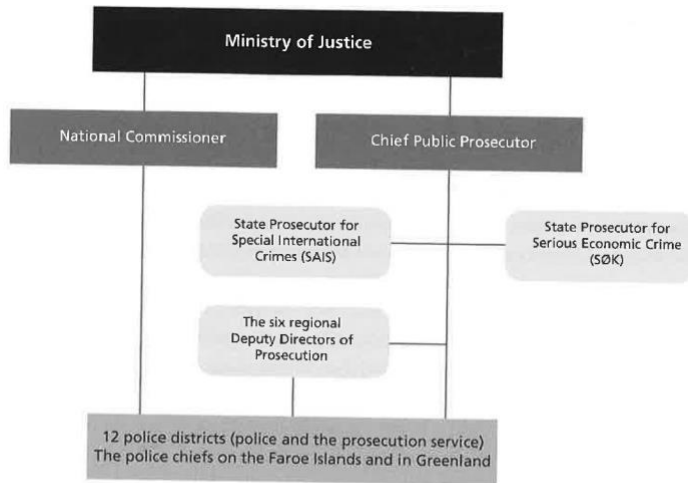 Ministry of Justice
National Commissioner
Chief Public Prosecutor
State Prosecutor for
Special International
Crimes (SAIS)
State Prosecutor for
Serious Economic Crime
(SØK)
The six regional
Deputy Directors of
Prosecution
12 police districts (police and the prosecution service)
The police chiefs on the Faroe Islands and in Greenland